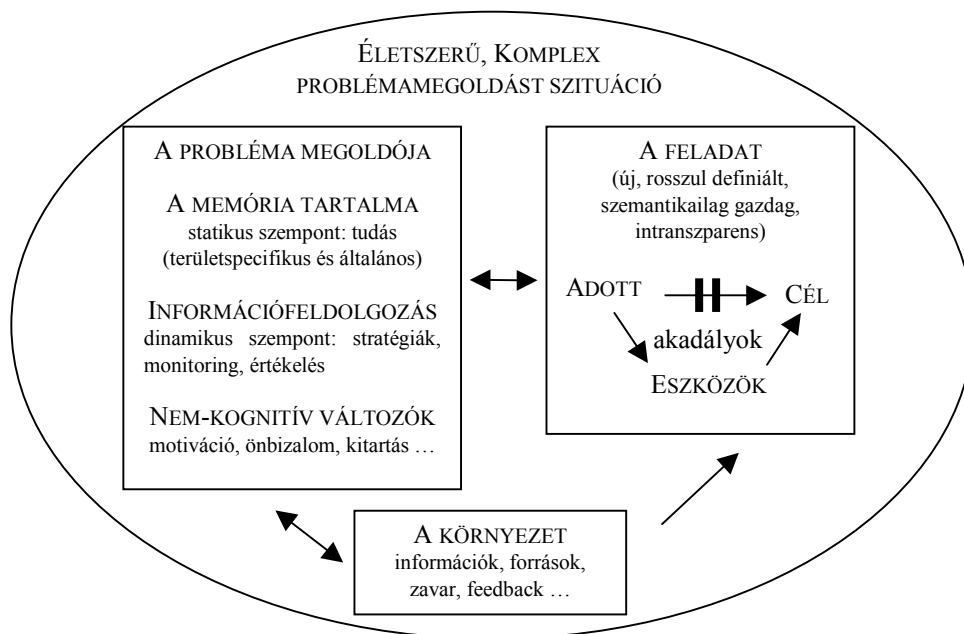 ÉLETSZERŰ, KOMPLEX
PROBLÉMAMEGOLDÁST SZITUÁCIÓ
A PROBLÉMA MEGOLDÓJA
A MEMÓRIA TARTALMA
statikus szempont: tudás
(területspecifikus és általános)
INFORMÁCIÓFELDOLGOZÁS
dinamikus szempont: stratégiák,
monitoring, értékelés
NEM-KOGNITÍV VÁLTOZÓK
motiváció, önbizalom, kitartás …
A FELADAT
(új, rosszul definiált,
szemantikailag gazdag,
intranszparens)
ADOTT CÉL
akadályok
ESZKÖZÖK
A KÖRNYEZET
információk, források,
zavar, feedback …